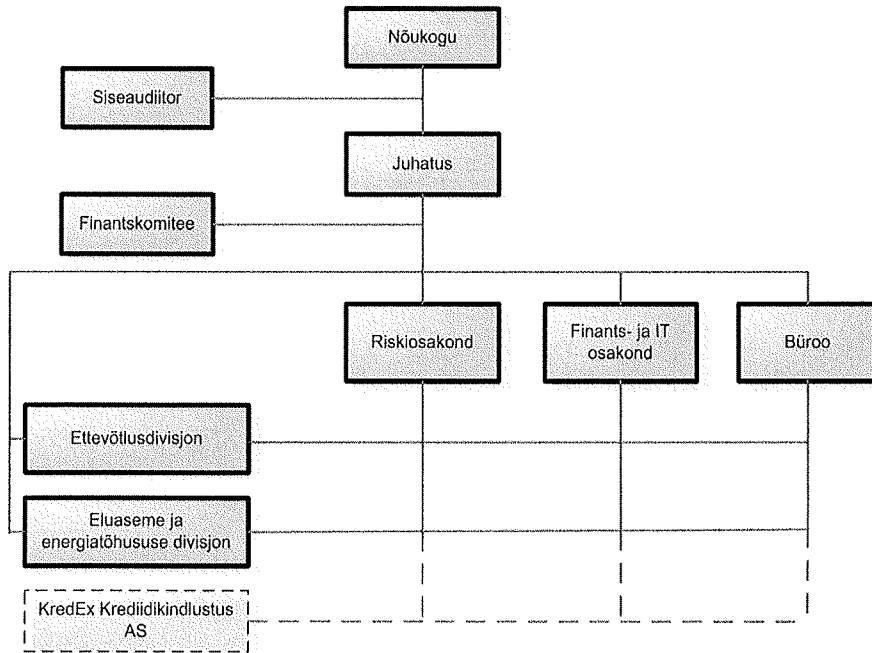 Nõukogu
Siseaudiitor
Juhatus
Finantskomitee
Riskiosakond
Finants- ja IT
osakond
Büroo
Ettevõtlusdivisjon
Eluaseme ja
energiatõhususe divisjon
KredEx Krediidikindlustus
AS